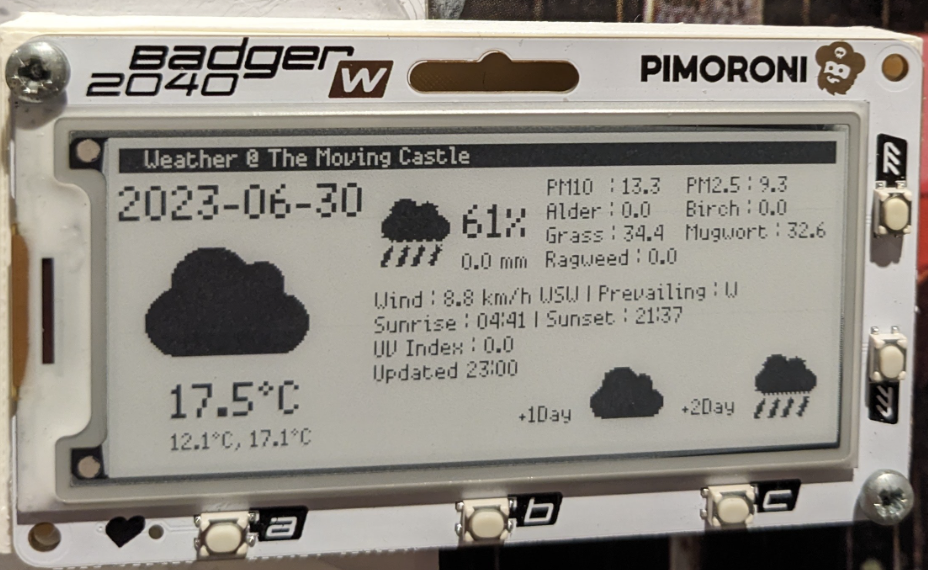 Badger
2040 W
PIMORONI
Weather @ The Moving Castle
2023-06-30
61%
0.0 mm
PM10 : 13.3 PM2.5 : 9.3
Alder : 0.0 Birch : 0.0
Grass : 34.4 Mugwort : 32.6
Ragweed : 0.0
Wind : 8.8 km/h WSW | Prevailing : W
Sunrise : 04:41 | Sunset : 21:37
UV Index : 0.0
Updated 23:00
17.5°C
12.1°C, 17.1°C
+1Day
+2Day
a
b
c